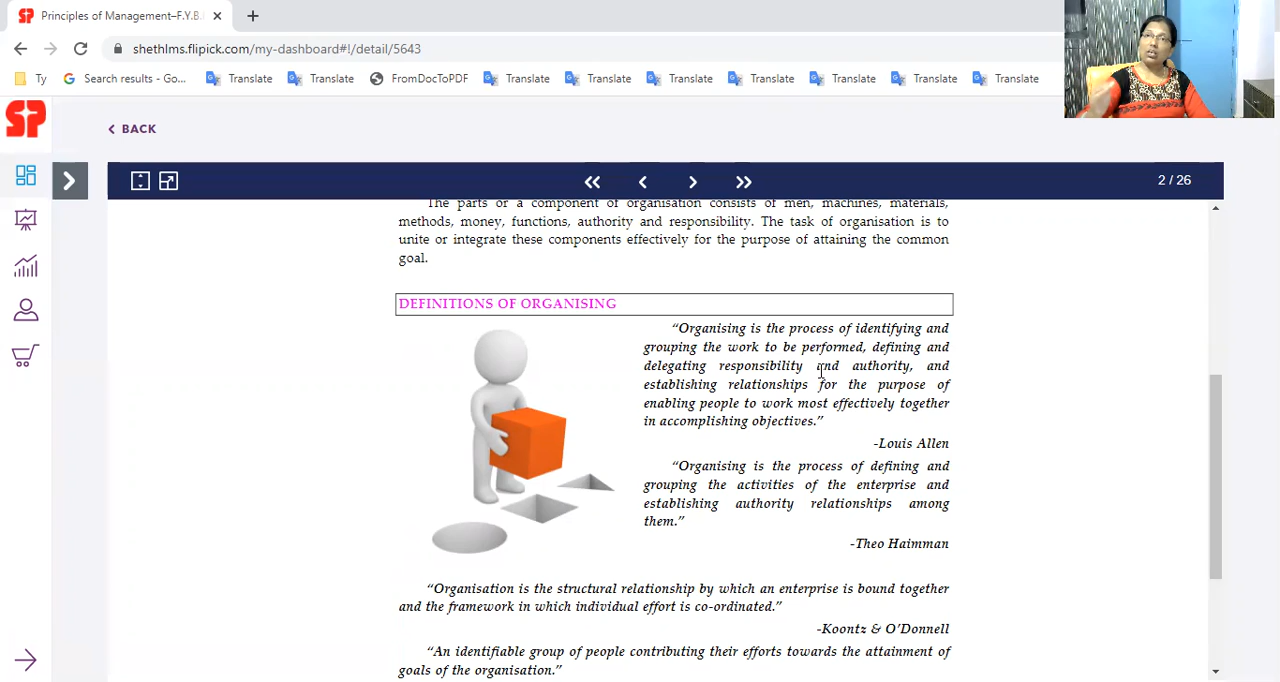 Principles of Management–F.Y.B.
shethlms.flipick.com/my-dashboard#!/detail/5643
Ty
Search results - Go...
Translate
Translate
FromDocToPDF
Translate
Translate
Translate
Translate
Translate
Translate
Translate
SP
BACK
2 / 26
The parts or a component of organisation consists of men, machines, materials,
methods, money, functions, authority and responsibility. The task of organisation is to
unite or integrate these components effectively for the purpose of attaining the common
goal.
DEFINITIONS OF ORGANISING
“Organising is the process of identifying and
grouping the work to be performed, defining and
delegating responsibility and authority, and
establishing relationships for the purpose of
enabling people to work most effectively together
in accomplishing objectives.”
-Louis Allen
“Organising is the process of defining and
grouping the activities of the enterprise and
establishing authority relationships among
them.”
-Theo Haimman
“Organisation is the structural relationship by which an enterprise is bound together
and the framework in which individual effort is co-ordinated.”
-Koontz & O’Donnell
“An identifiable group of people contributing their efforts towards the attainment of
goals of the organisation.”